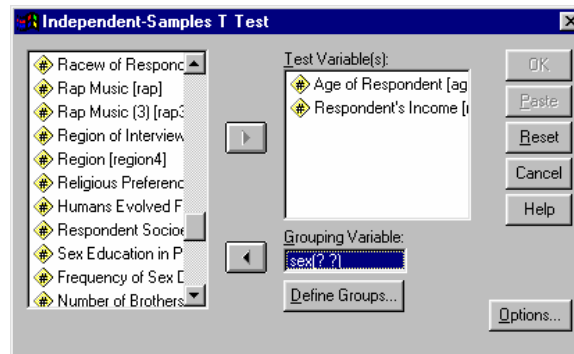 Independent-Samples T Test
Racew of Responc
Rap Music [rap]
Rap Music (3) [rap3
Region of Interview
Region [region4]
Religious Preferenc
Humans Evolved F
Respondent Socioe
Sex Education in P
Frequency of Sex E
Number of Brothers
Test Variable(s):
Age of Respondent [ag
Respondent's Income [r
Grouping Variable:
sex(? ?)
Define Groups...
OK
Paste
Reset
Cancel
Help
Options...